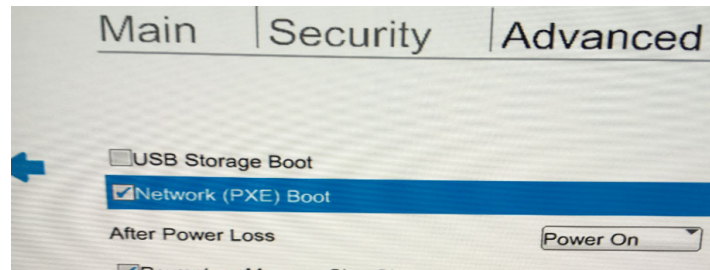 Main Security Advanced
USB Storage Boot
Network (PXE) Boot
After Power Loss Power On